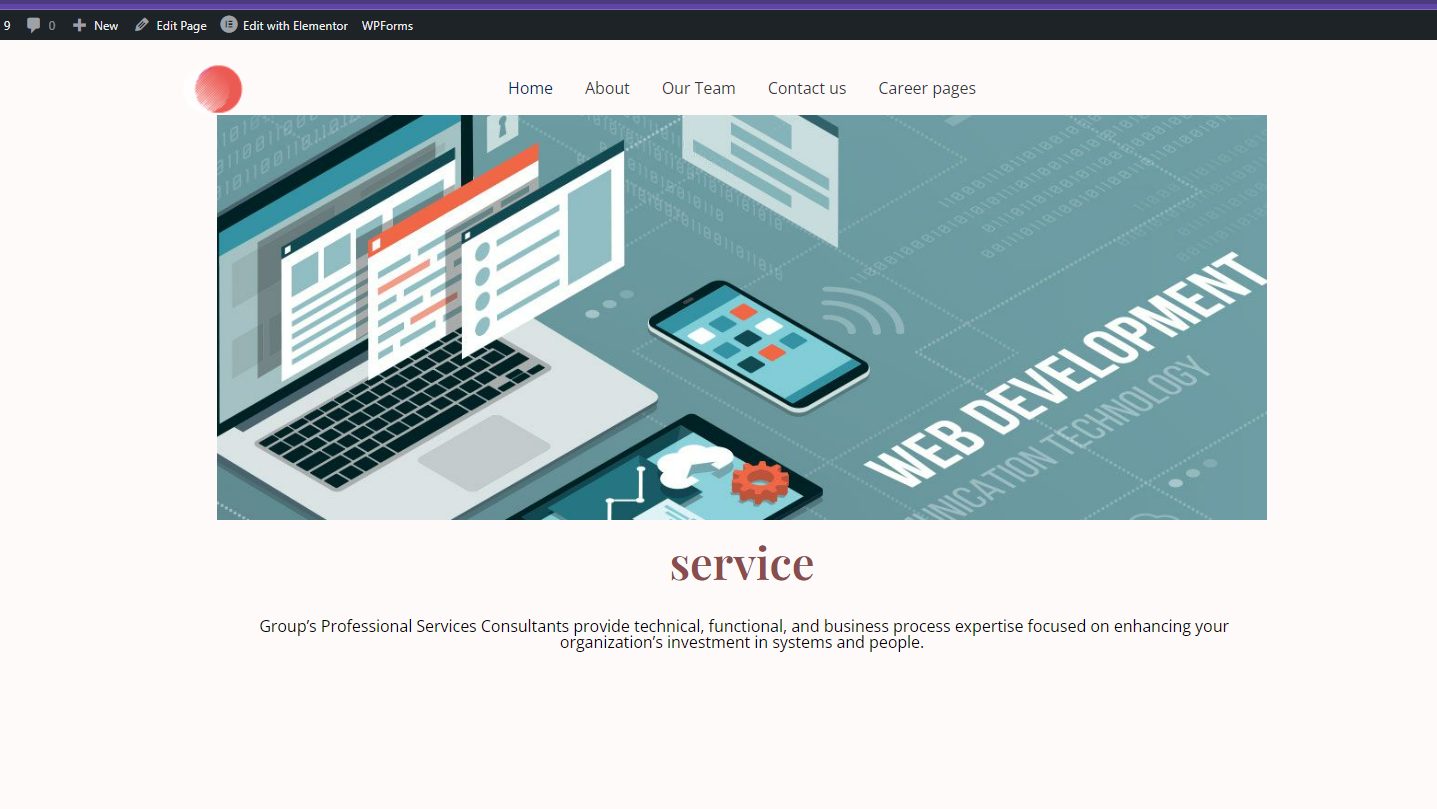 9 0 New Edit Page Edit with Elementor WPForms
Home About Our Team Contact us Career pages
WEB DEVELOPMENT
TECHNOLOGY
service
Group’s Professional Services Consultants provide technical, functional, and business process expertise focused on enhancing your
organization’s investment in systems and people.